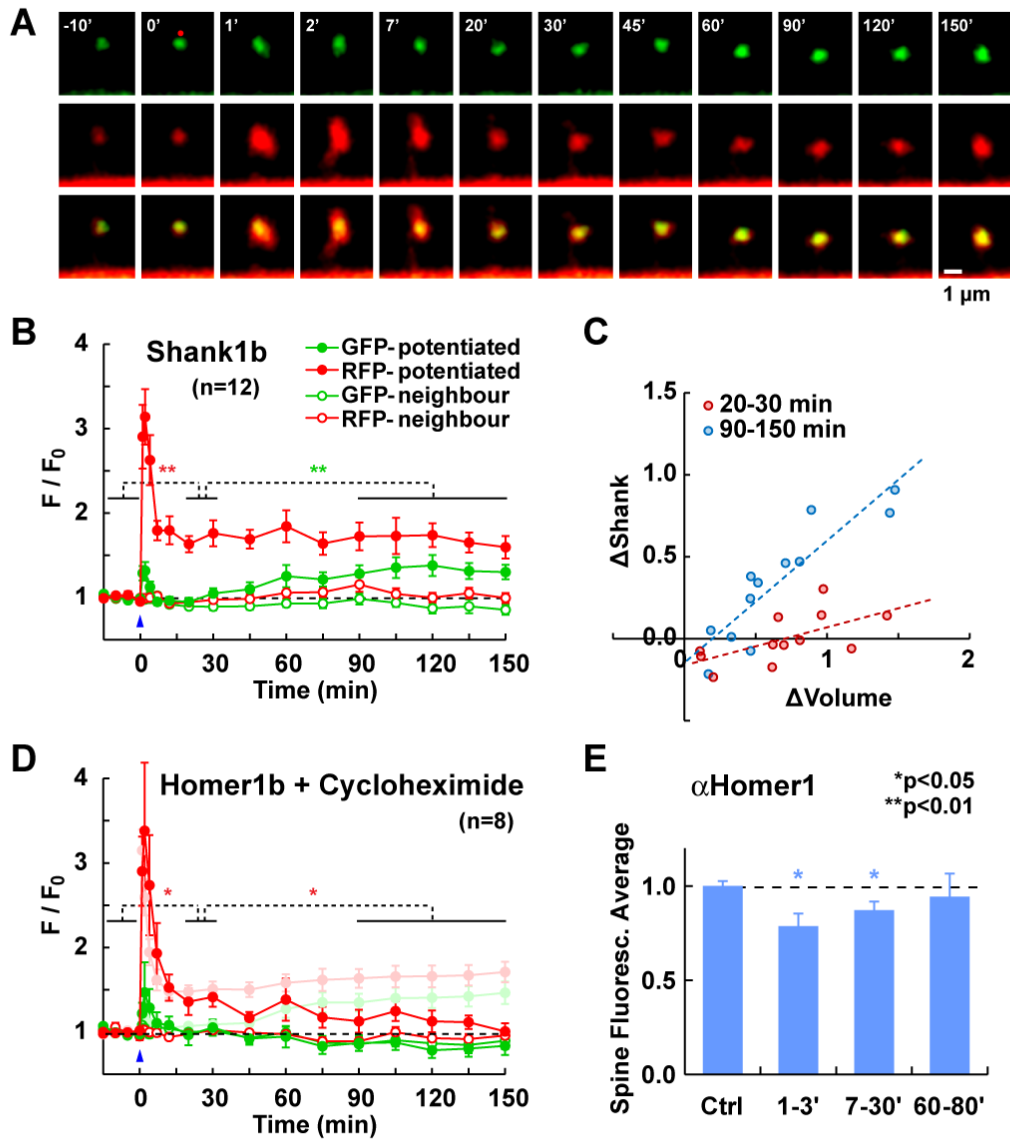 A
-10’ 0’ 1’ 2’ 7’ 20’ 30’ 45’ 60’ 90’ 120’ 150’
1 μm
B
Shank1b
(n=12)
GFP- potentiated
RFP- potentiated
GFP- neighbour
RFP- neighbour
** **
F / F0
4
3
2
1
0 30 60 90 120 150
Time (min)
C
20-30 min
90-150 min
ΔShank
1.5
1.0
0.5
0.0
0 1 2
ΔVolume
D
Homer1b + Cycloheximide
(n=8)
* *
F / F0
4
3
2
1
0 30 60 90 120 150
Time (min)
E
αHomer1
*p<0.05
**p<0.01
* *
Spine Fluoresc. Average
1.0
0.5
0.0
Ctrl 1-3' 7-30' 60-80'